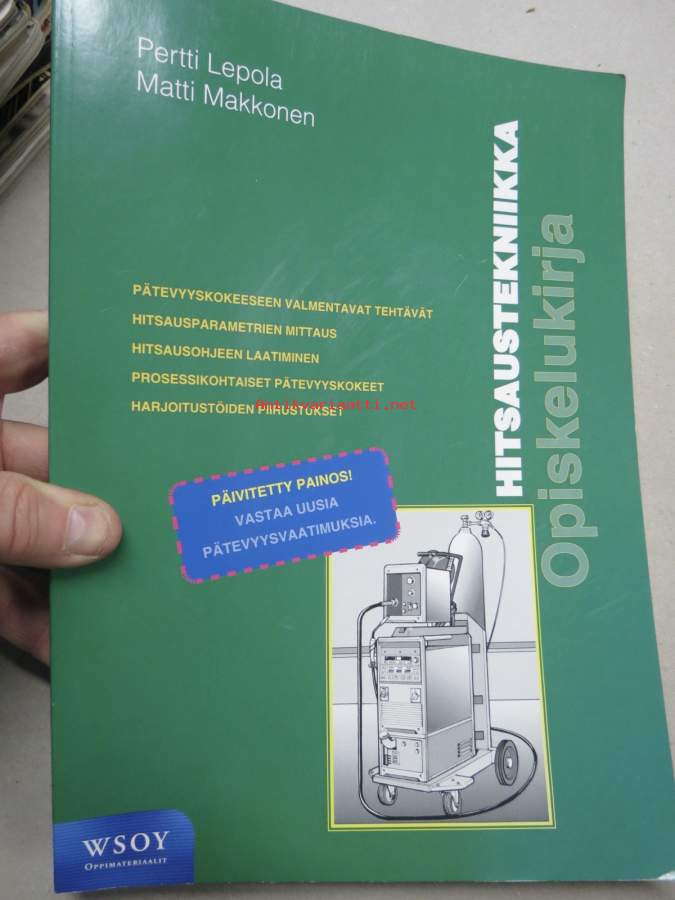 Pertti Lepola
Matti Makkonen
HITSAUSTEKNIIKKA
Opiskelukirja
PÄTEVYYSKOKEESEEN VALMENTAVAT TEHTÄVÄT
HITSAUSPARAMETRIEN MITTAUS
HITSAUSOHJEEN LAATIMINEN
PROSESSIKOHTAISET PÄTEVYYSKOKEET
HARJOITUSTÖIDEN PIIRUSTUKSET
Antikvariaatti.net
PÄIVITETTY PAINOS!
VASTAA UUSIA
PÄTEVYYSVAATIMUKSIA.
WSOY
OPPIMATERIAALIT